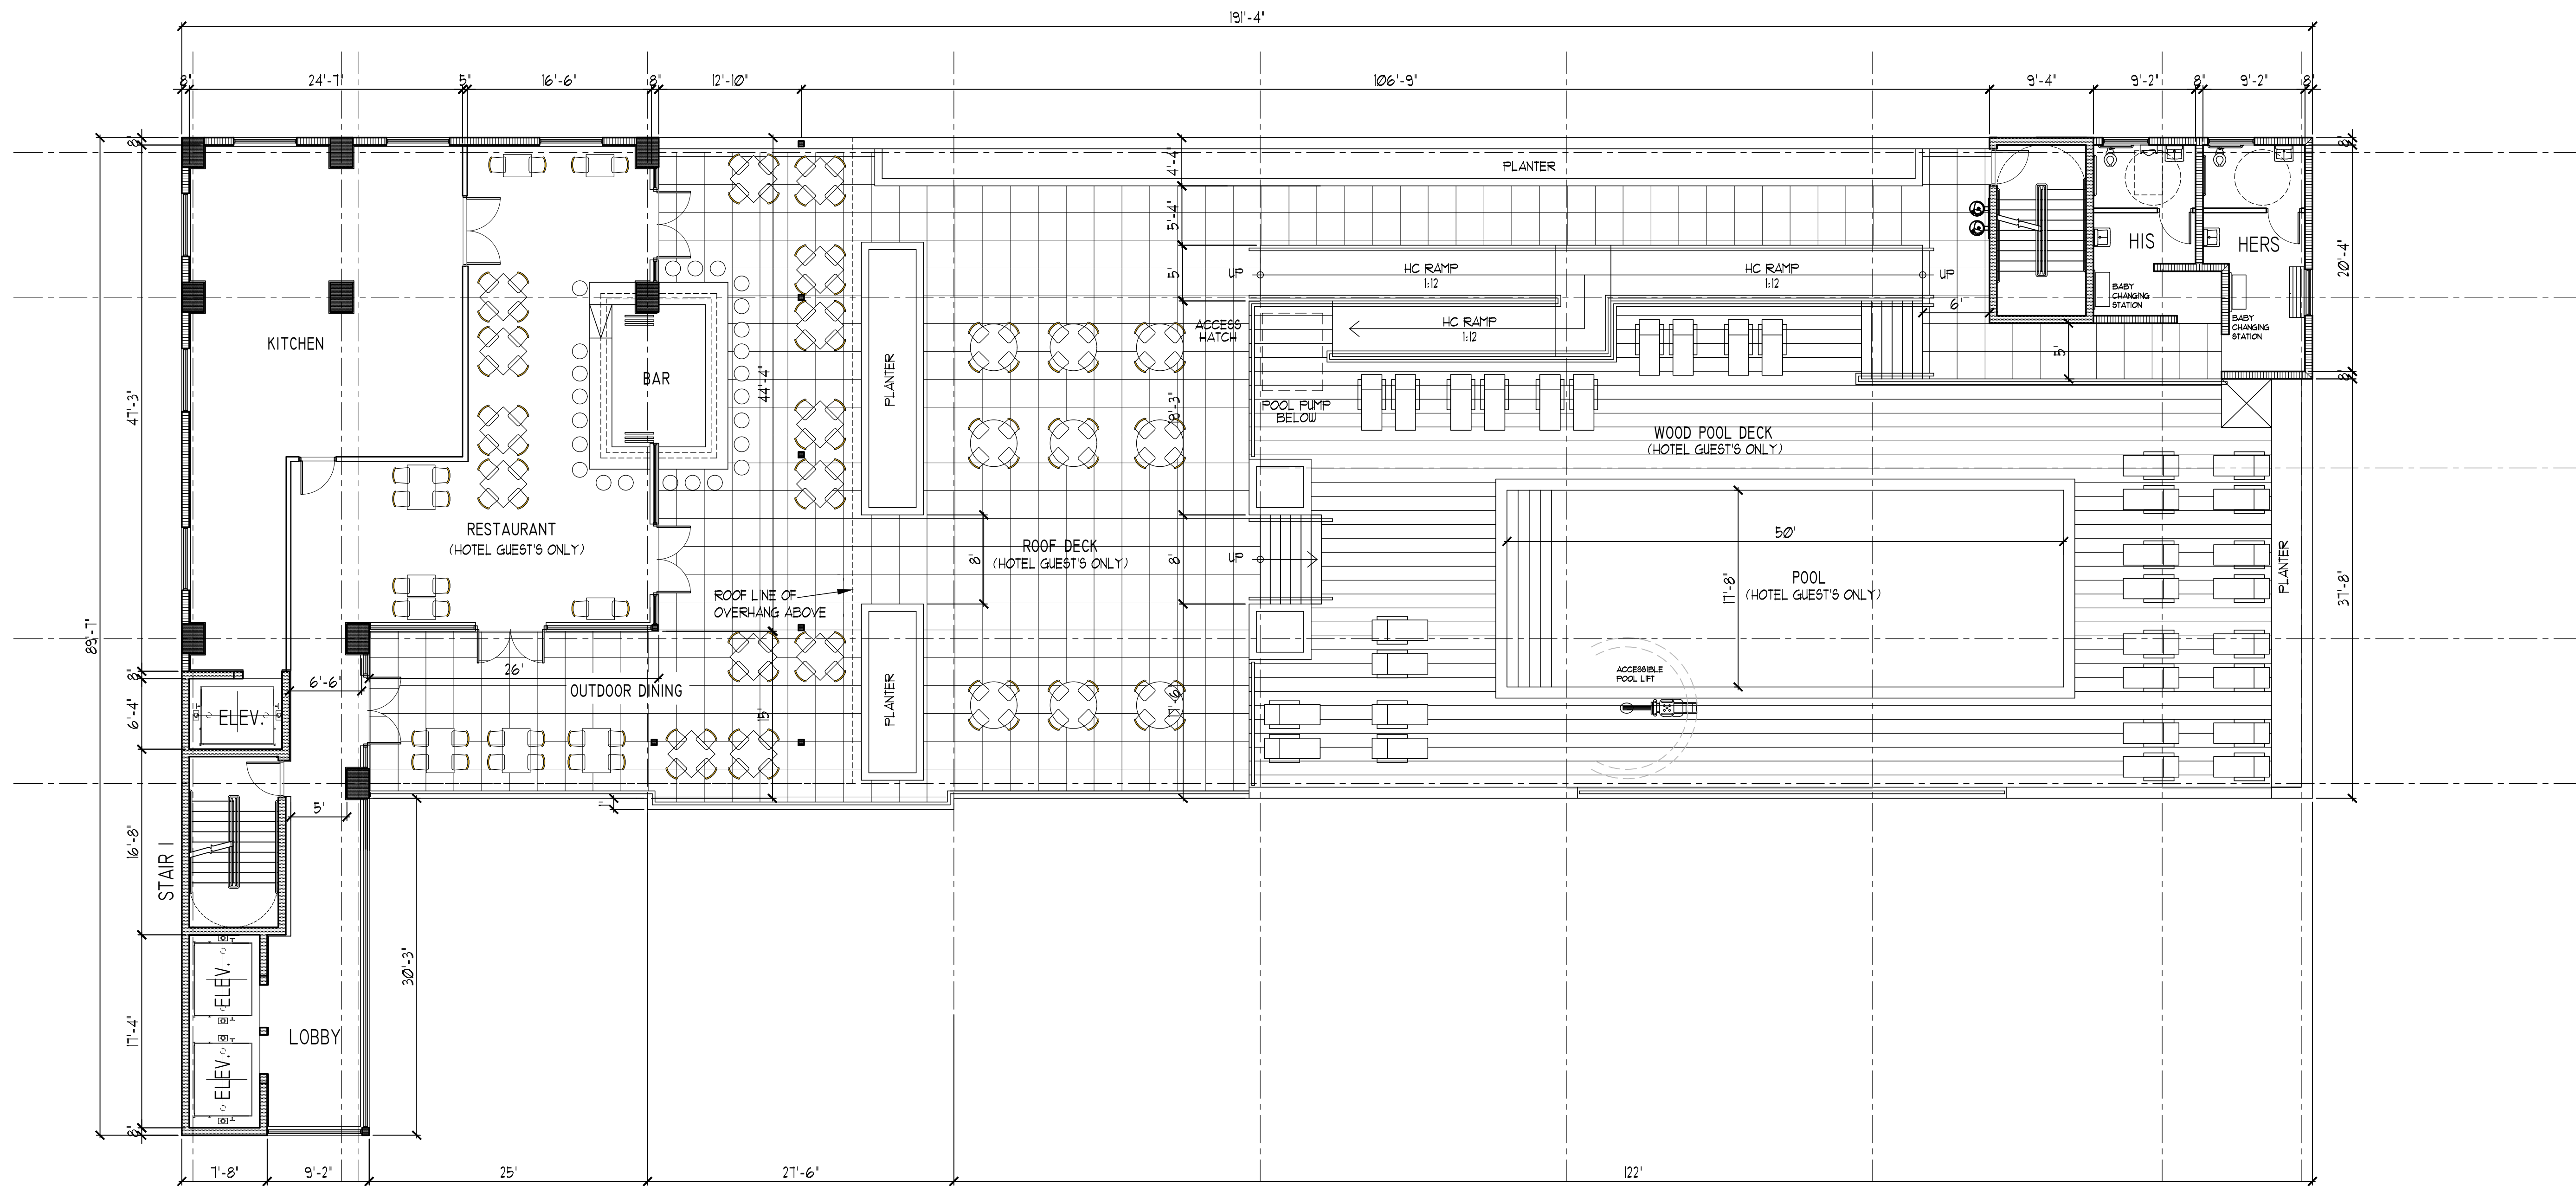 191'-4"
8" 24'-7" 5" 16'-6" 8" 12'-10" 106'-9" 9'-4" 9'-2" 8" 9'-2" 8"
8"
4'-4"
PLANTER
8"
5'-4"
HIS HERS
20'-4"
UP HC RAMP HC RAMP UP
1:12 1:12
5'
BABY
CHANGING
STATION
6'
BABY
CHANGING
STATION
ACCESS
HATCH
HC RAMP
1:12
5'
KITCHEN
BAR
44'-4"
PLANTER
47'-3"
8"
POOL PUMP
BELOW
WOOD POOL DECK
(HOTEL GUEST'S ONLY)
RESTAURANT
(HOTEL GUEST'S ONLY)
ROOF DECK
(HOTEL GUEST'S ONLY)
8'
8'
UP
50'
POOL
(HOTEL GUEST'S ONLY)
17'-8"
PLANTER
37'-8"
ROOF LINE OF
OVERHANG ABOVE
89'-7"
8"
6'-6"
26'
OUTDOOR DINING
15'
PLANTER
17'-6"
ACCESSIBLE
POOL LIFT
6'-4"
ELEV.
1'
5'
16'-8"
STAIR 1
30'-3"
ELEV.
17'-4"
LOBBY
ELEV.
8"
7'-8" 9'-2" 25' 27'-6" 122'